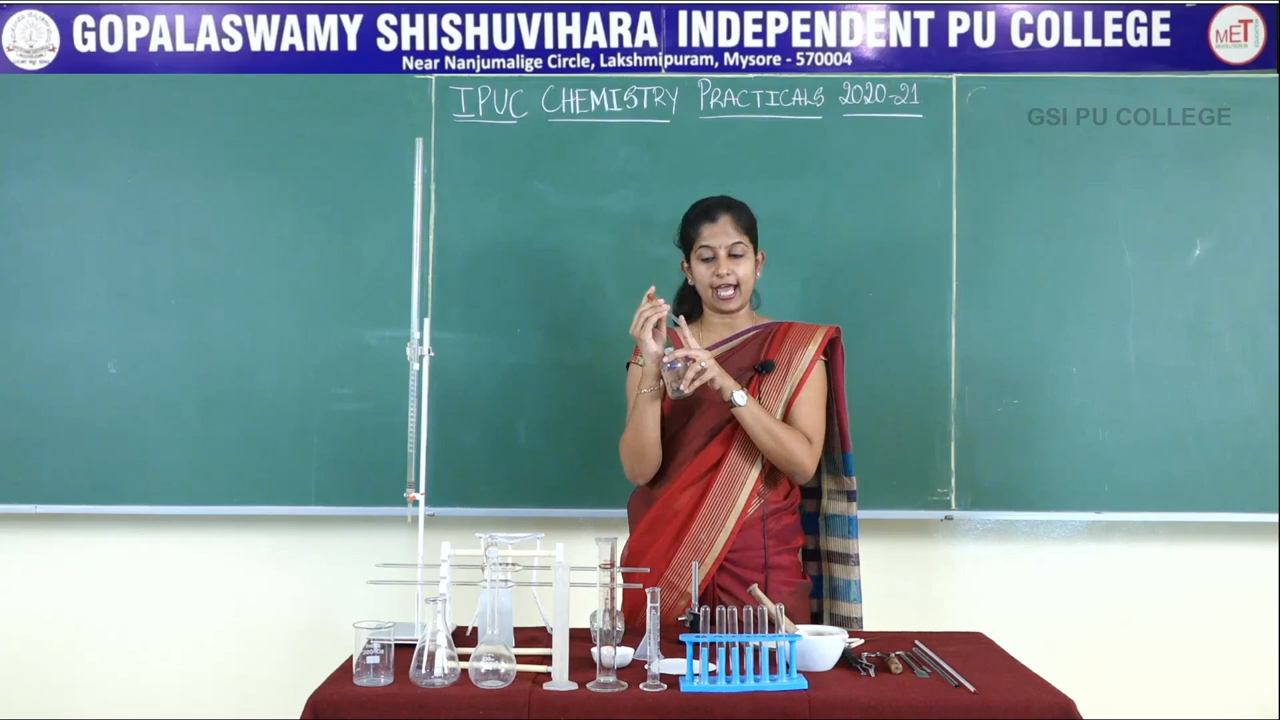 GOPALASWAMY SHISHUVIHARA INDEPENDENT PU COLLEGE
Near Nanjumalige Circle, Lakshmipuram, Mysore - 570004
MET
I PUC CHEMISTRY PRACTICALS 2020-21
GSI PU COLLEGE